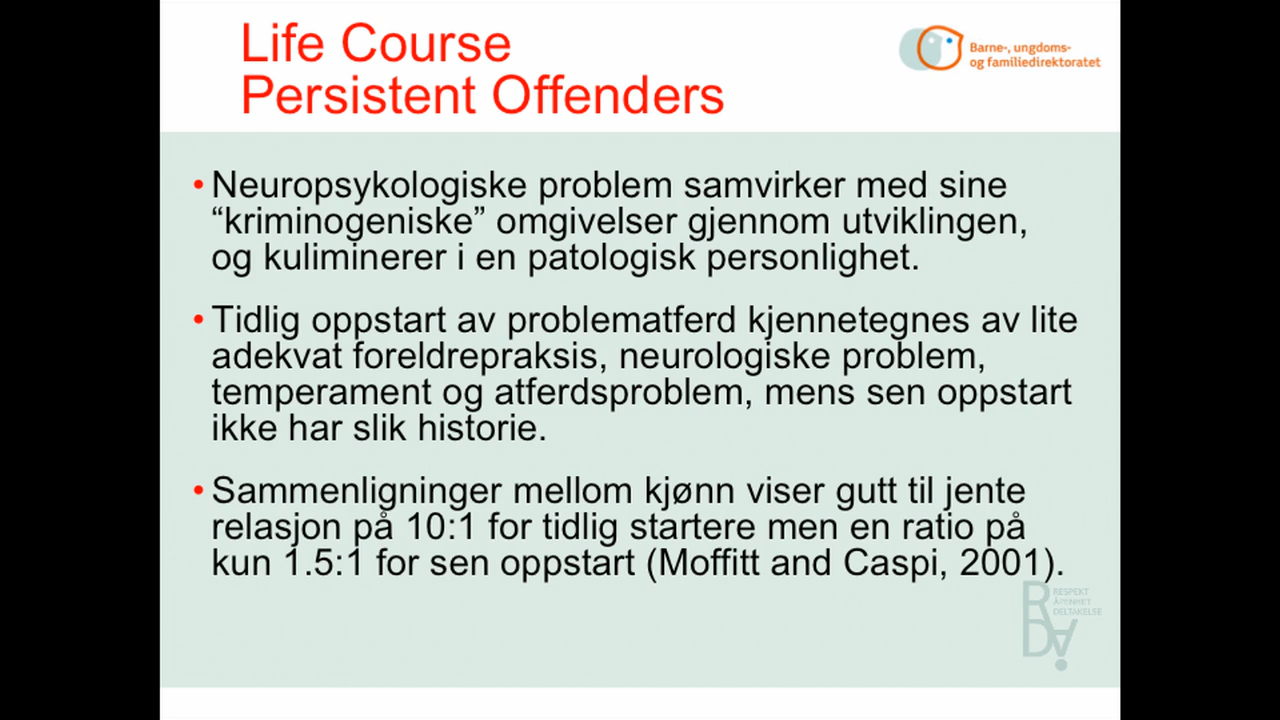 Life Course
Persistent Offenders
Barne-, ungdoms-
og familiedirektoratet
• Neuropsykologiske problem samvirker med sine
“kriminogeniske” omgivelser gjennom utviklingen,
og kuliminerer i en patologisk personlighet.
• Tidlig oppstart av problematferd kjennetegnes av lite
adekvat foreldrepraksis, neurologiske problem,
temperament og atferdsproblem, mens sen oppstart
ikke har slik historie.
• Sammenligninger mellom kjønn viser gutt til jente
relasjon på 10:1 for tidlig startere men en ratio på
kun 1.5:1 for sen oppstart (Moffitt and Caspi, 2001).
RESPEKT
ÅPENHET
DELTAKELSE
RDÅ